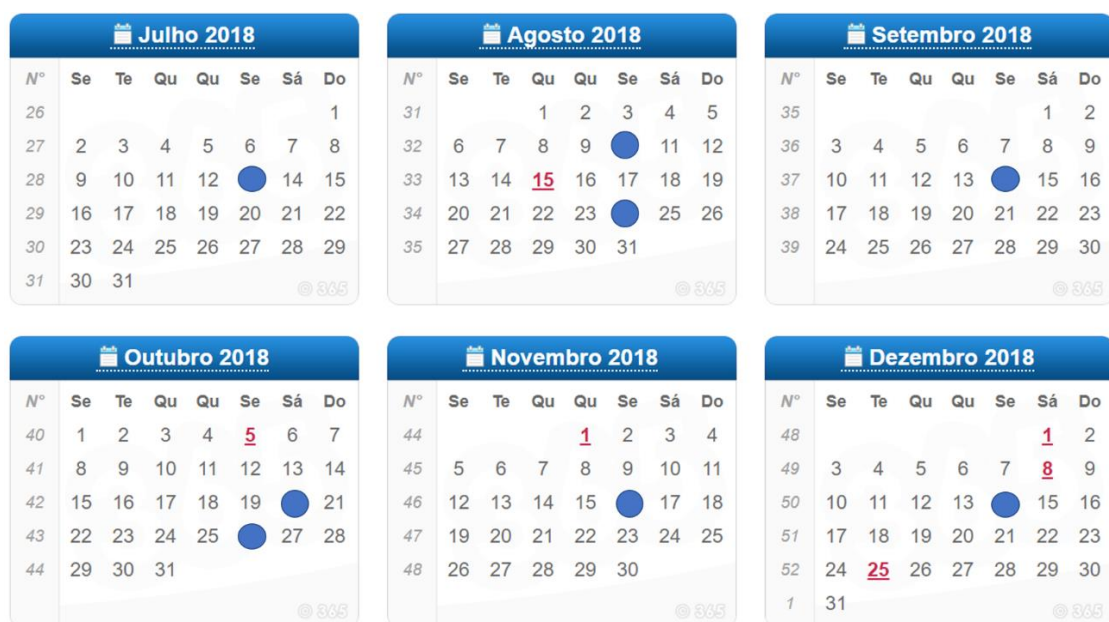 Julho 2018
N° Se Te Qu Qu Se Sá Do
26 1
27 2 3 4 5 6 7 8
28 9 10 11 12 14 15
29 16 17 18 19 20 21 22
30 23 24 25 26 27 28 29
31 30 31
© 365
Agosto 2018
N° Se Te Qu Qu Se Sá Do
31 1 2 3 4 5
32 6 7 8 9 11 12
33 13 14 15 16 17 18 19
34 20 21 22 23 25 26
35 27 28 29 30 31
© 365
Setembro 2018
N° Se Te Qu Qu Se Sá Do
35 1 2
36 3 4 5 6 7 8 9
37 10 11 12 13 15 16
38 17 18 19 20 21 22 23
39 24 25 26 27 28 29 30
© 365
Outubro 2018
N° Se Te Qu Qu Se Sá Do
40 1 2 3 4 5 6 7
41 8 9 10 11 12 13 14
42 15 16 17 18 19 21
43 22 23 24 25 27 28
44 29 30 31
© 365
Novembro 2018
N° Se Te Qu Qu Se Sá Do
44 1 2 3 4
45 5 6 7 8 9 10 11
46 12 13 14 15 17 18
47 19 20 21 22 23 24 25
48 26 27 28 29 30
© 365
Dezembro 2018
N° Se Te Qu Qu Se Sá Do
48 1 2
49 3 4 5 6 7 8 9
50 10 11 12 13 15 16
51 17 18 19 20 21 22 23
52 24 25 26 27 28 29 30
1 31
© 365